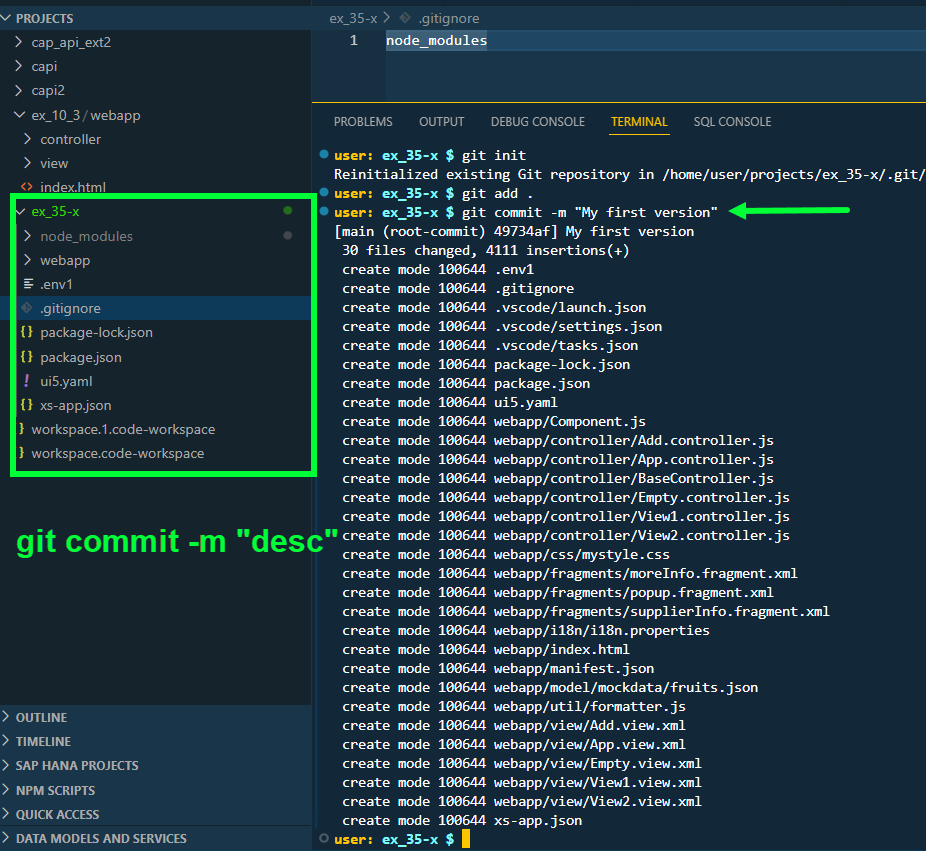 PROJECTS
cap_api_ext2
capi
capi2
ex_10_3 / webapp
controller
view
<> index.html
ex_35-x
node_modules
webapp
.env1
.gitignore
{} package-lock.json
{} package.json
! ui5.yaml
{} xs-app.json
} workspace.1.code-workspace
} workspace.code-workspace
git commit -m "desc"
OUTLINE
TIMELINE
SAP HANA PROJECTS
NPM SCRIPTS
QUICK ACCESS
DATA MODELS AND SERVICES
ex_35-x > .gitignore
1 node_modules
PROBLEMS OUTPUT DEBUG CONSOLE TERMINAL SQL CONSOLE
user: ex_35-x $ git init
Reinitialized existing Git repository in /home/user/projects/ex_35-x/.git/
user: ex_35-x $ git add .
user: ex_35-x $ git commit -m "My first version"
[main (root-commit) 49734af] My first version
30 files changed, 4111 insertions(+)
create mode 100644 .env1
create mode 100644 .gitignore
create mode 100644 .vscode/launch.json
create mode 100644 .vscode/settings.json
create mode 100644 .vscode/tasks.json
create mode 100644 package-lock.json
create mode 100644 package.json
create mode 100644 ui5.yaml
create mode 100644 webapp/Component.js
create mode 100644 webapp/controller/Add.controller.js
create mode 100644 webapp/controller/App.controller.js
create mode 100644 webapp/controller/BaseController.js
create mode 100644 webapp/controller/Empty.controller.js
create mode 100644 webapp/controller/View1.controller.js
create mode 100644 webapp/controller/View2.controller.js
create mode 100644 webapp/css/mystyle.css
create mode 100644 webapp/fragments/moreInfo.fragment.xml
create mode 100644 webapp/fragments/popup.fragment.xml
create mode 100644 webapp/fragments/supplierInfo.fragment.xml
create mode 100644 webapp/i18n/i18n.properties
create mode 100644 webapp/index.html
create mode 100644 webapp/manifest.json
create mode 100644 webapp/model/mockdata/fruits.json
create mode 100644 webapp/util/formatter.js
create mode 100644 webapp/view/Add.view.xml
create mode 100644 webapp/view/App.view.xml
create mode 100644 webapp/view/Empty.view.xml
create mode 100644 webapp/view/View1.view.xml
create mode 100644 webapp/view/View2.view.xml
create mode 100644 xs-app.json
user: ex_35-x $